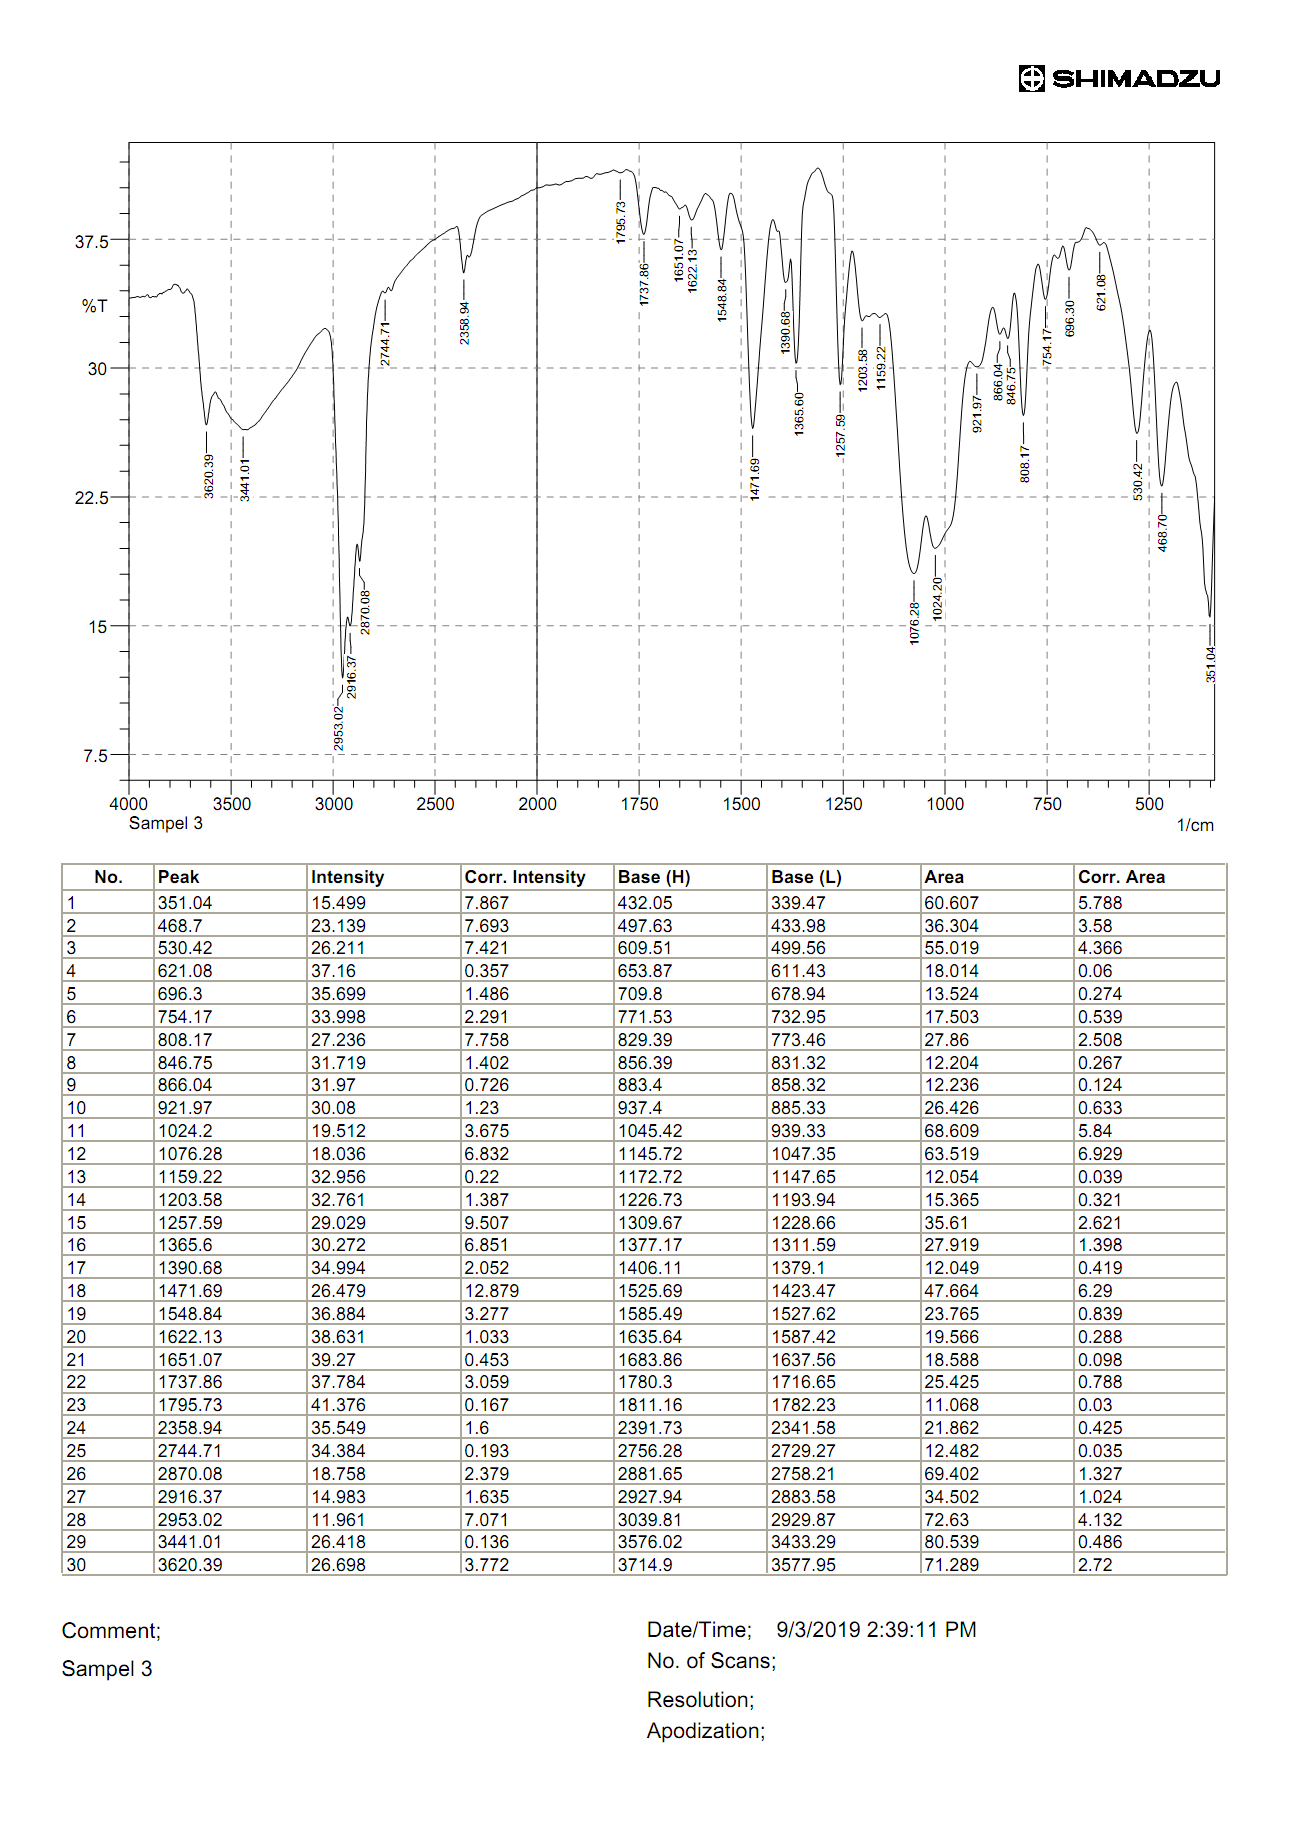 SHIMADZU
37.5
%T
30
22.5
15
7.5
3620.39
3441.01
2953.02
2916.37
2870.08
2744.71
2358.94
1795.73
1737.86
1651.07
1622.13
1548.84
1471.69
1390.68
1365.60
1257.59
1203.58
1159.22
1076.28
1024.20
921.97
866.04
846.75
808.17
754.17
696.30
621.08
530.42
468.70
351.04
4000 3500 3000 2500 2000 1750 1500 1250 1000 750 500
Sampel 3 1/cm
No. Peak Intensity Corr. Intensity Base (H) Base (L) Area Corr. Area
1 351.04 15.499 7.867 432.05 339.47 60.607 5.788
2 468.7 23.139 7.693 497.63 433.98 36.304 3.58
3 530.42 26.211 7.421 609.51 499.56 55.019 4.366
4 621.08 37.16 0.357 653.87 611.43 18.014 0.06
5 696.3 35.699 1.486 709.8 678.94 13.524 0.274
6 754.17 33.998 2.291 771.53 732.95 17.503 0.539
7 808.17 27.236 7.758 829.39 773.46 27.86 2.508
8 846.75 31.719 1.402 856.39 831.32 12.204 0.267
9 866.04 31.97 0.726 883.4 858.32 12.236 0.124
10 921.97 30.08 1.23 937.4 885.33 26.426 0.633
11 1024.2 19.512 3.675 1045.42 939.33 68.609 5.84
12 1076.28 18.036 6.832 1145.72 1047.35 63.519 6.929
13 1159.22 32.956 0.22 1172.72 1147.65 12.054 0.039
14 1203.58 32.761 1.387 1226.73 1193.94 15.365 0.321
15 1257.59 29.029 9.507 1309.67 1228.66 35.61 2.621
16 1365.6 30.272 6.851 1377.17 1311.59 27.919 1.398
17 1390.68 34.994 2.052 1406.11 1379.1 12.049 0.419
18 1471.69 26.479 12.879 1525.69 1423.47 47.664 6.29
19 1548.84 36.884 3.277 1585.49 1527.62 23.765 0.839
20 1622.13 38.631 1.033 1635.64 1587.42 19.566 0.288
21 1651.07 39.27 0.453 1683.86 1637.56 18.588 0.098
22 1737.86 37.784 3.059 1780.3 1716.65 25.425 0.788
23 1795.73 41.376 0.167 1811.16 1782.23 11.068 0.03
24 2358.94 35.549 1.6 2391.73 2341.58 21.862 0.425
25 2744.71 34.384 0.193 2756.28 2729.27 12.482 0.035
26 2870.08 18.758 2.379 2881.65 2758.21 69.402 1.327
27 2916.37 14.983 1.635 2927.94 2883.58 34.502 1.024
28 2953.02 11.961 7.071 3039.81 2929.87 72.63 4.132
29 3441.01 26.418 0.136 3576.02 3433.29 80.539 0.486
30 3620.39 26.698 3.772 3714.9 3577.95 71.289 2.72
Comment;
Sampel 3
Date/Time; 9/3/2019 2:39:11 PM
No. of Scans;
Resolution;
Apodization;